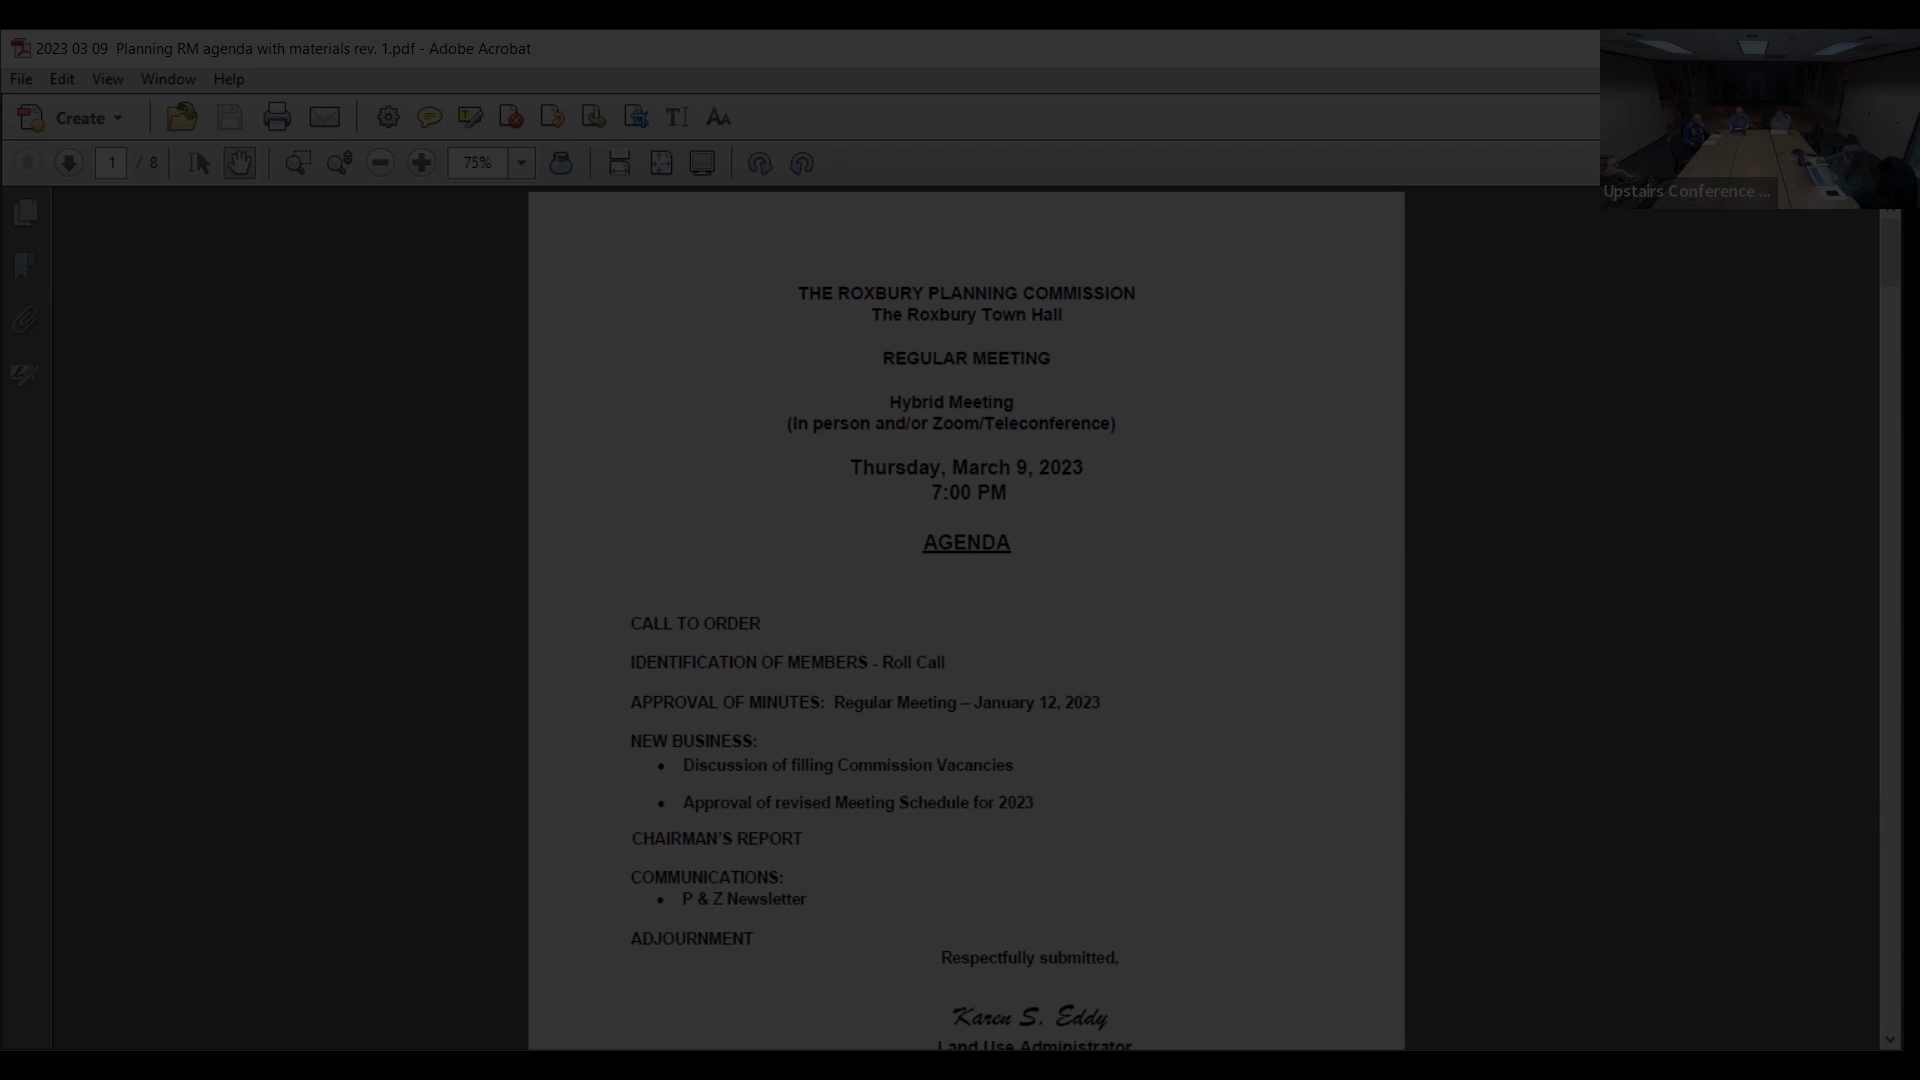 2023 03 09  Planning RM agenda with materials rev. 1.pdf - Adobe Acrobat
File Edit View Window Help
Create
1 / 8 75%
Upstairs Conference ...
THE ROXBURY PLANNING COMMISSION
The Roxbury Town Hall
REGULAR MEETING
Hybrid Meeting
(In person and/or Zoom/Teleconference)
Thursday, March 9, 2023
7:00 PM
AGENDA
CALL TO ORDER
IDENTIFICATION OF MEMBERS - Roll Call
APPROVAL OF MINUTES:  Regular Meeting – January 12, 2023
NEW BUSINESS:
• Discussion of filling Commission Vacancies
• Approval of revised Meeting Schedule for 2023
CHAIRMAN'S REPORT
COMMUNICATIONS:
• P & Z Newsletter
ADJOURNMENT
Respectfully submitted,
Karen S. Eddy
Land Use Administrator